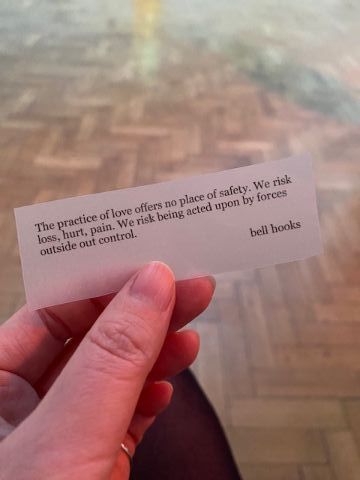 The practice of love offers no place of safety. We risk
loss, hurt, pain. We risk being acted upon by forces
outside out control.
bell hooks